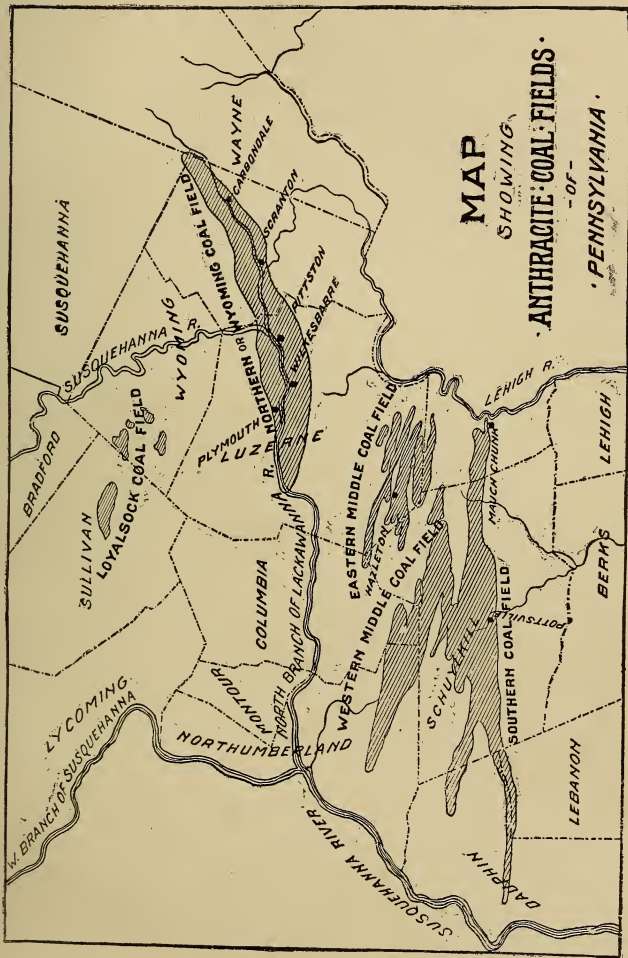 MAP
SHOWING
·ANTHRACITE·COAL·FIELDS·
-OF-
·PENNSYLVANIA·
SUSQUEHANNA
WAYNE
CARBONDALE
SCRANTON
NORTHERN OR WYOMING COAL FIELD
PITTSTON
WILKESBARRE
PLYMOUTH
LUZERNE
SUSQUEHANNA R.
WYOMING
BRADFORD
SULLIVAN
LOYALSOCK COAL FIELD
LYCOMING
W. BRANCH OF SUSQUEHANNA
COLUMBIA
MONTOUR
NORTH BRANCH OF LACKAWANNA R.
NORTHUMBERLAND
EASTERN MIDDLE COAL FIELD
HAZLETON
WESTERN MIDDLE COAL FIELD
LEHIGH R.
MAUCH CHUNK
LEHIGH
SCHUYLKILL
POTTSVILLE
SOUTHERN COAL FIELD
BERKS
LEBANON
DAUPHIN
SUSQUEHANNA RIVER